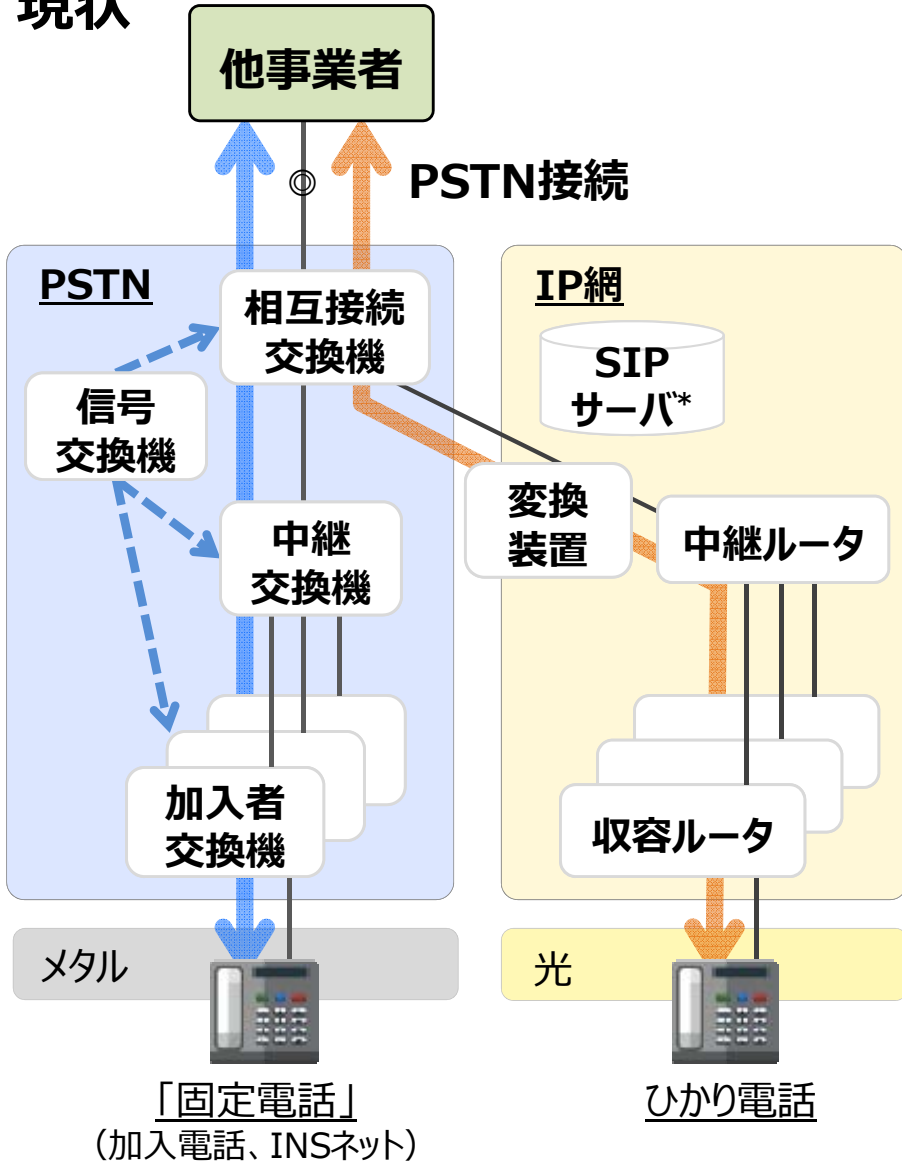 現状
他事業者
◎
PSTN接続
PSTN
相互接続
交換機
信号
交換機
中継
交換機
加入者
交換機
IP網
SIP
サーバ*
変換
装置
中継ルータ
収容ルータ
メタル
光
「固定電話」
(加入電話、INSネット)
ひかり電話